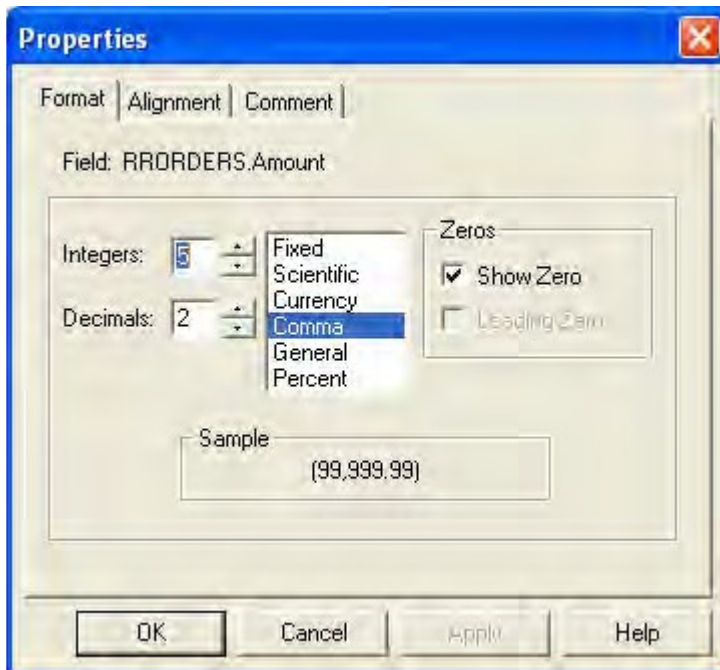 Properties
Format Alignment Comment
Field: RRORDERS.Amount
Integers: 5
Decimals: 2
Fixed
Scientific
Currency
Comma
General
Percent
Zeros
Show Zero
Leading Zero
Sample
(99,999.99)
OK Cancel Apply Help